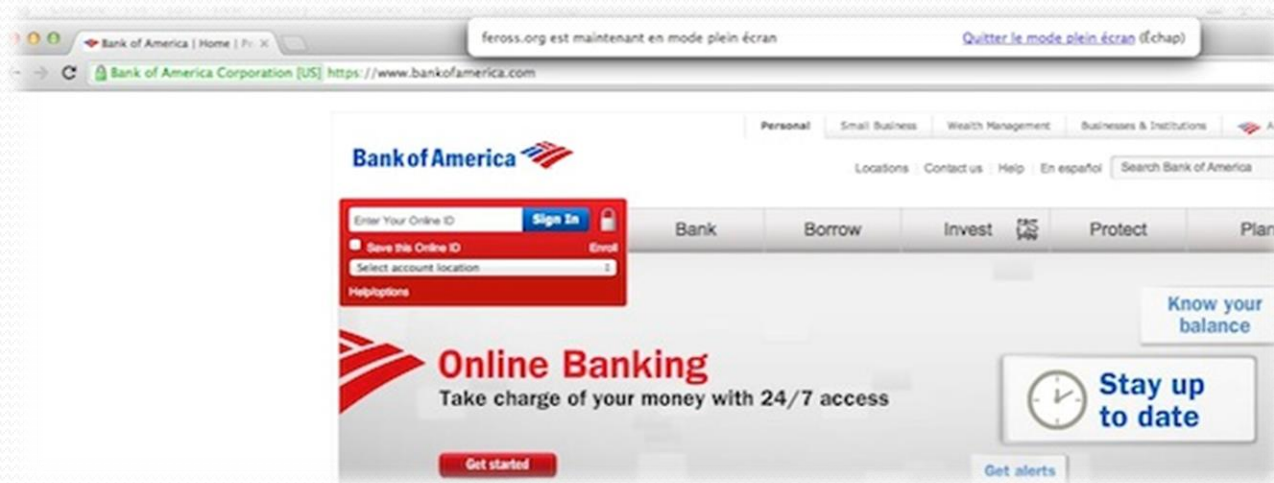 Bank of America | Home | P
feross.org est maintenant en mode plein écran
Quitter le mode plein écran (Échap)
Bank of America Corporation [US] https://www.bankofamerica.com
Personal
Small Business
Wealth Management
Businesses & Institutions
A
Bank of America
Locations
Contact us
Help
En español
Search Bank of America
Enter Your Online ID
Sign In
Save this Online ID
Enroll
Select account location
Help/options
Bank
Borrow
Invest
Protect
Plan
Know your
balance
Online Banking
Take charge of your money with 24/7 access
Stay up
to date
Get started
Get alerts